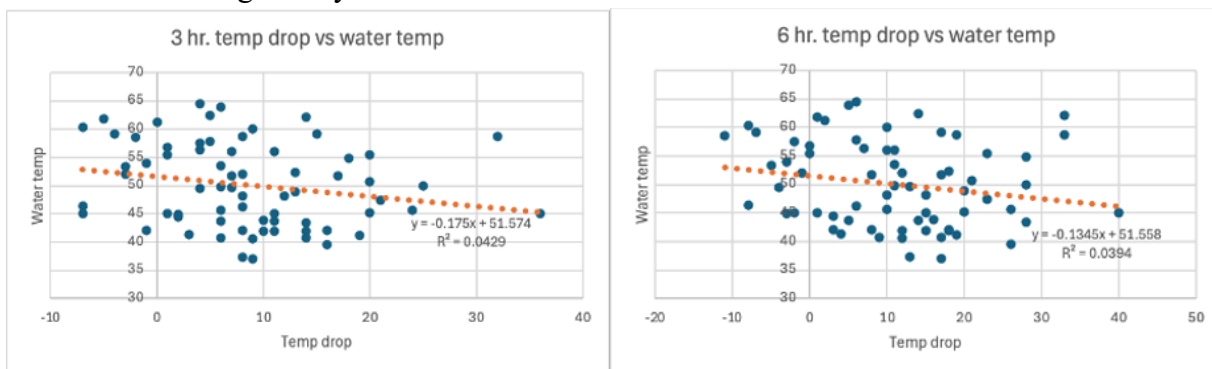 3 hr. temp drop vs water temp
Water temp
70
65
60
55
50
45
40
35
30
y = -0.175x + 51.574
R² = 0.0429
-10 0 10 20 30 40
Temp drop
6 hr. temp drop vs water temp
Water temp
70
65
60
55
50
45
40
35
30
y = -0.1345x + 51.558
R² = 0.0394
-20 -10 0 10 20 30 40 50
Temp drop